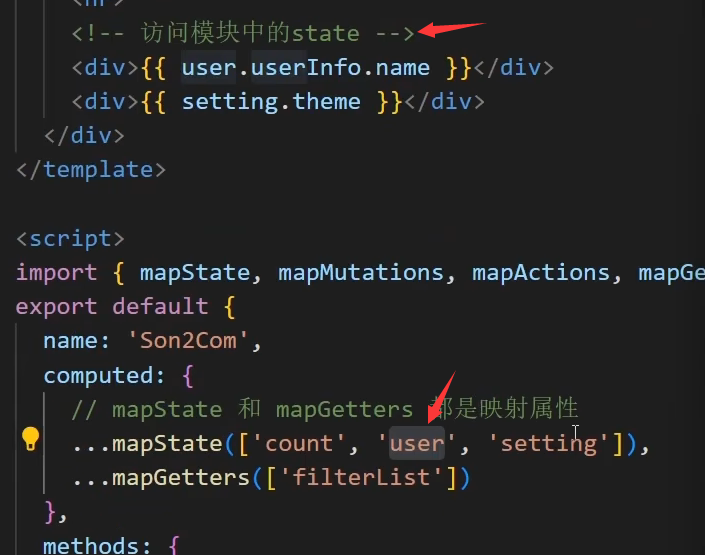 <hr>
<!-- 访问模块中的state -->
<div>{{ user.userInfo.name }}</div>
<div>{{ setting.theme }}</div>
</div>
</template>
<script>
import { mapState, mapMutations, mapActions, mapGe
export default {
name: 'Son2Com',
computed: {
// mapState 和 mapGetters 都是映射属性
...mapState(['count', 'user', 'setting']),
...mapGetters(['filterList'])
},
methods: {